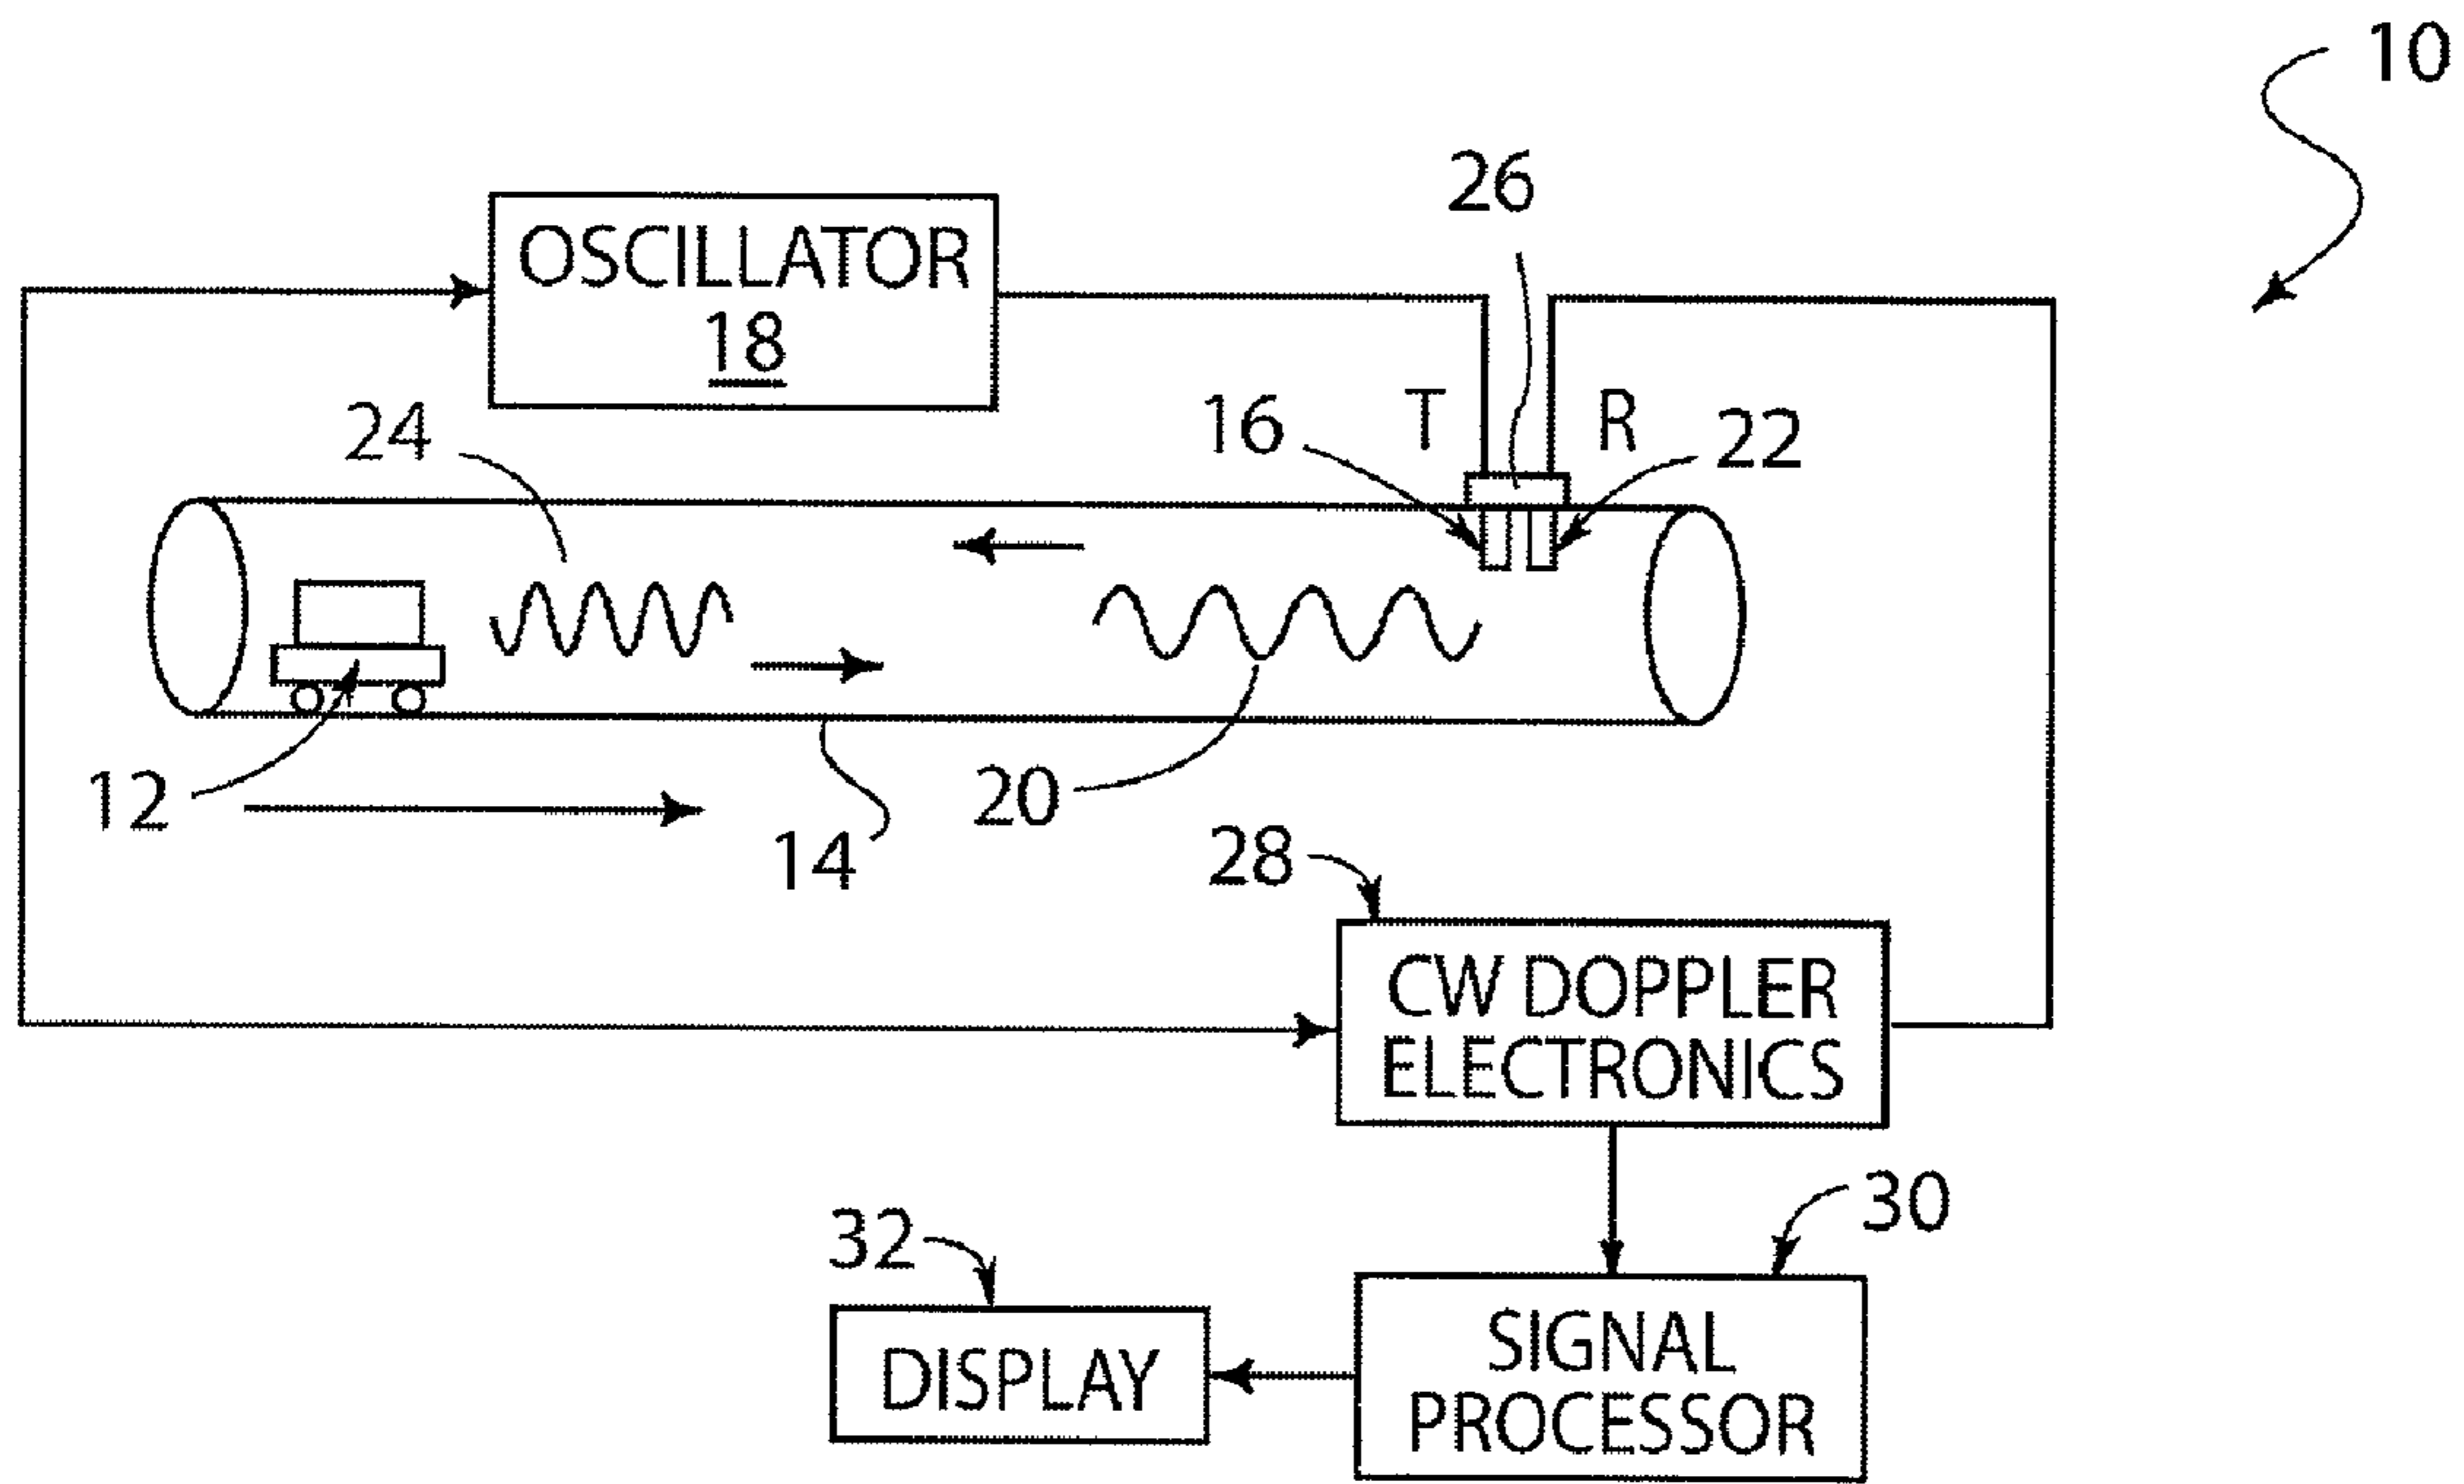 10
26
OSCILLATOR
18
24
16
T
R
22
12
14
20
28
CW DOPPLER
ELECTRONICS
30
32
SIGNAL
PROCESSOR
DISPLAY